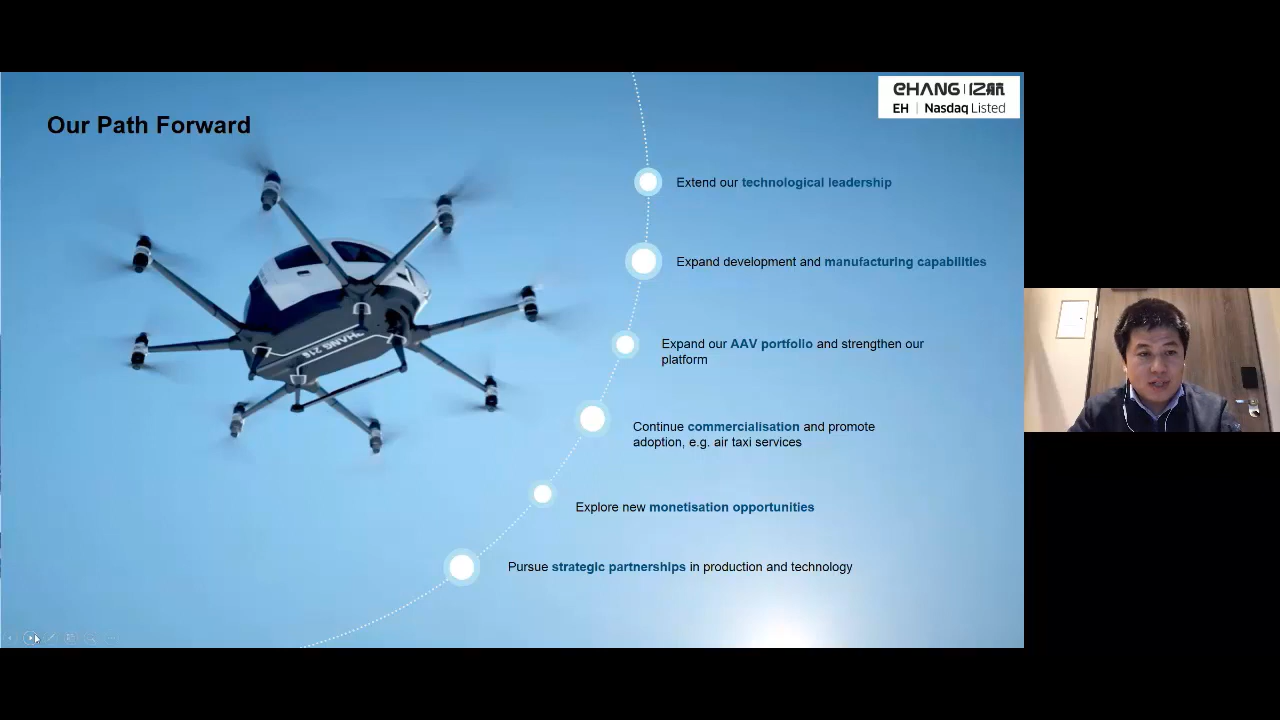 EHANG 亿航
EH | Nasdaq Listed
Our Path Forward
Extend our technological leadership
Expand development and manufacturing capabilities
Expand our AAV portfolio and strengthen our
platform
Continue commercialisation and promote
adoption, e.g. air taxi services
Explore new monetisation opportunities
Pursue strategic partnerships in production and technology
EHANG 216